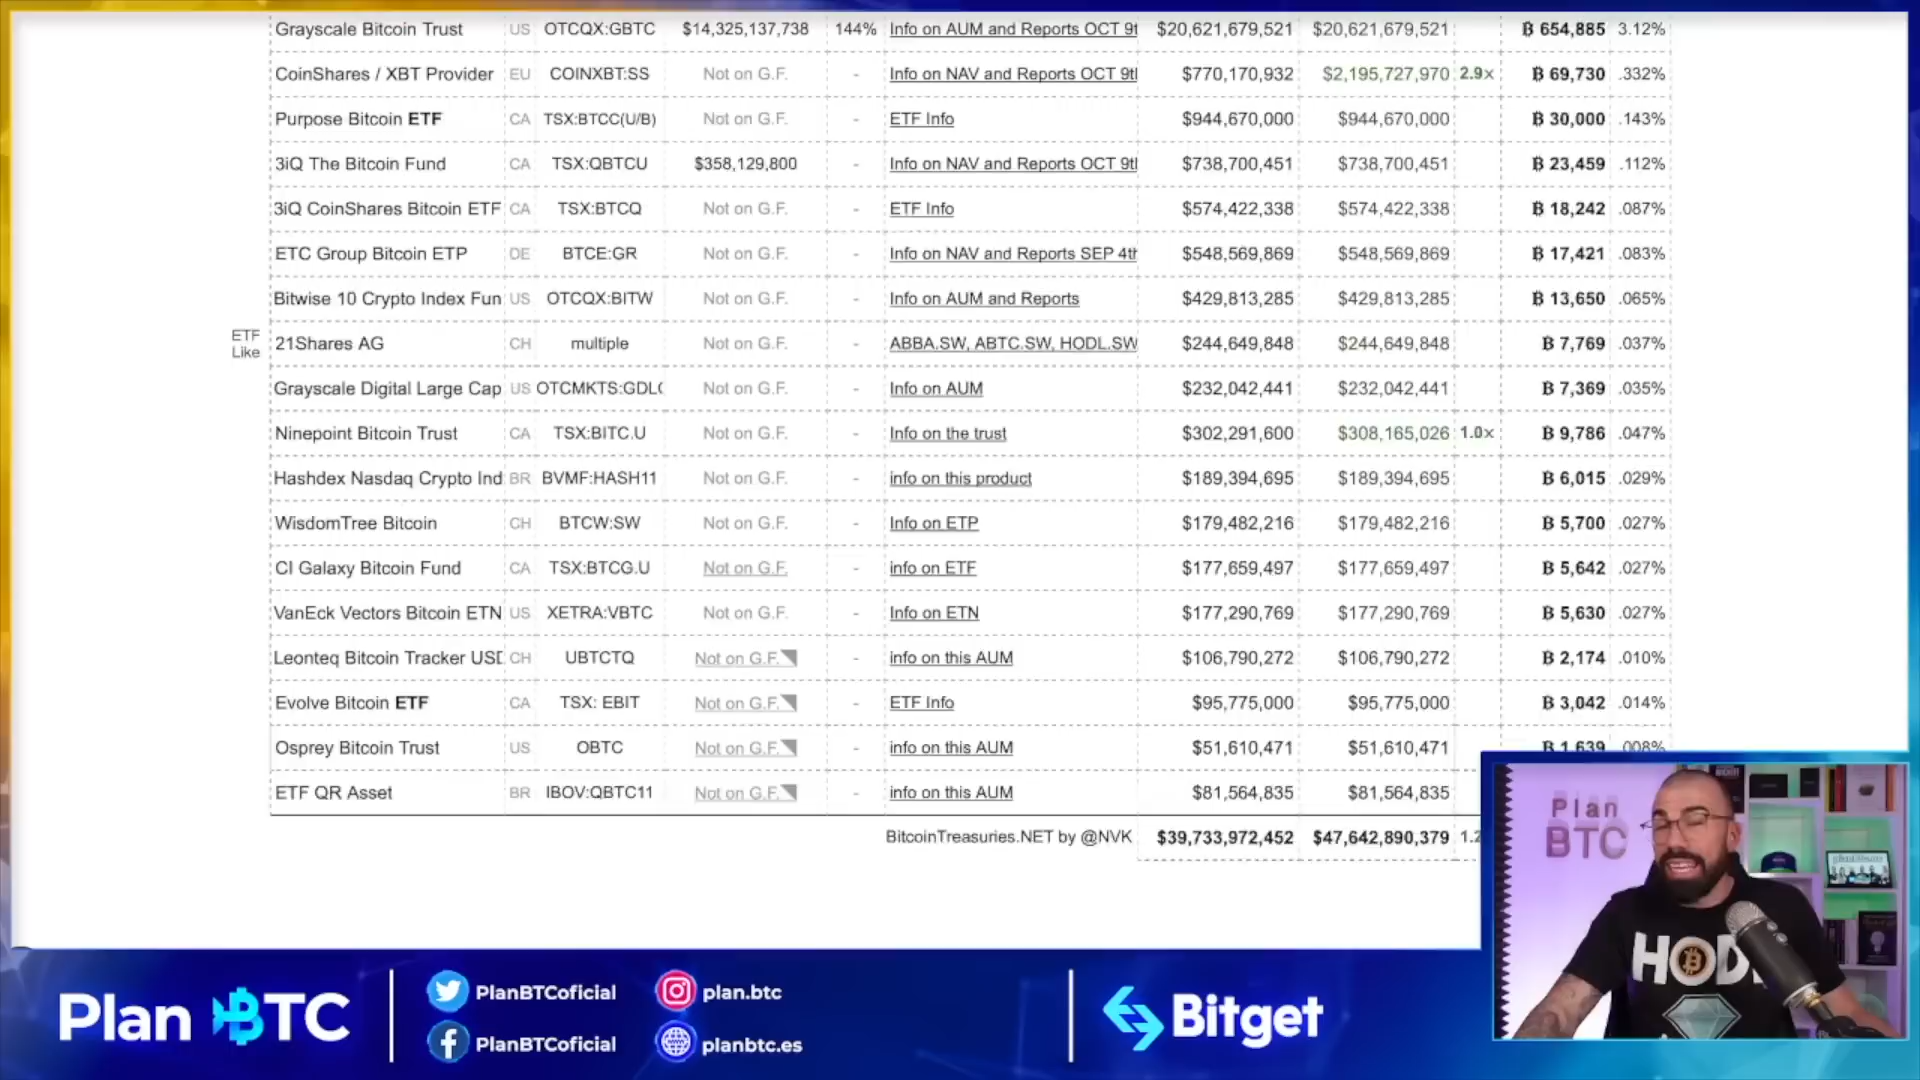 Grayscale Bitcoin Trust US OTCQX:GBTC $14,325,137,738 144% Info on AUM and Reports OCT 9t $20,621,679,521 $20,621,679,521 ₿ 654,885 3.12%
CoinShares / XBT Provider EU COINXBT:SS Not on G.F. - Info on NAV and Reports OCT 9tl $770,170,932 $2,195,727,970 2.9x ₿ 69,730 .332%
Purpose Bitcoin ETF CA TSX:BTCC(U/B) Not on G.F. - ETF Info $944,670,000 $944,670,000 ₿ 30,000 .143%
3iQ The Bitcoin Fund CA TSX:QBTCU $358,129,800 - Info on NAV and Reports OCT 9tl $738,700,451 $738,700,451 ₿ 23,459 .112%
3iQ CoinShares Bitcoin ETF CA TSX:BTCQ Not on G.F. - ETF Info $574,422,338 $574,422,338 ₿ 18,242 .087%
ETC Group Bitcoin ETP DE BTCE:GR Not on G.F. - Info on NAV and Reports SEP 4th $548,569,869 $548,569,869 ₿ 17,421 .083%
Bitwise 10 Crypto Index Fun US OTCQX:BITW Not on G.F. - Info on AUM and Reports $429,813,285 $429,813,285 ₿ 13,650 .065%
ETF
Like
21Shares AG CH multiple Not on G.F. - ABBA.SW, ABTC.SW, HODL.SW $244,649,848 $244,649,848 ₿ 7,769 .037%
Grayscale Digital Large Cap US OTCMKTS:GDLC Not on G.F. - Info on AUM $232,042,441 $232,042,441 ₿ 7,369 .035%
Ninepoint Bitcoin Trust CA TSX:BITC.U Not on G.F. - Info on the trust $302,291,600 $308,165,026 1.0x ₿ 9,786 .047%
Hashdex Nasdaq Crypto Ind BR BVMF:HASH11 Not on G.F. - info on this product $189,394,695 $189,394,695 ₿ 6,015 .029%
WisdomTree Bitcoin CH BTCW:SW Not on G.F. - Info on ETP $179,482,216 $179,482,216 ₿ 5,700 .027%
CI Galaxy Bitcoin Fund CA TSX:BTCG.U Not on G.F. - info on ETF $177,659,497 $177,659,497 ₿ 5,642 .027%
VanEck Vectors Bitcoin ETN US XETRA:VBTC Not on G.F. - Info on ETN $177,290,769 $177,290,769 ₿ 5,630 .027%
Leonteq Bitcoin Tracker USD CH UBTCTQ Not on G.F. - info on this AUM $106,790,272 $106,790,272 ₿ 2,174 .010%
Evolve Bitcoin ETF CA TSX: EBIT Not on G.F. - ETF Info $95,775,000 $95,775,000 ₿ 3,042 .014%
Osprey Bitcoin Trust US OBTC Not on G.F. - info on this AUM $51,610,471 $51,610,471 ₿ 1,639 .008%
ETF QR Asset BR IBOV:QBTC11 Not on G.F. - info on this AUM $81,564,835 $81,564,835
BitcoinTreasuries.NET by @NVK $39,733,972,452 $47,642,890,379 1.2
Plan
BTC
HOD
Plan BTC
PlanBTCoficial
plan.btc
PlanBTCoficial
planbtc.es
Bitget